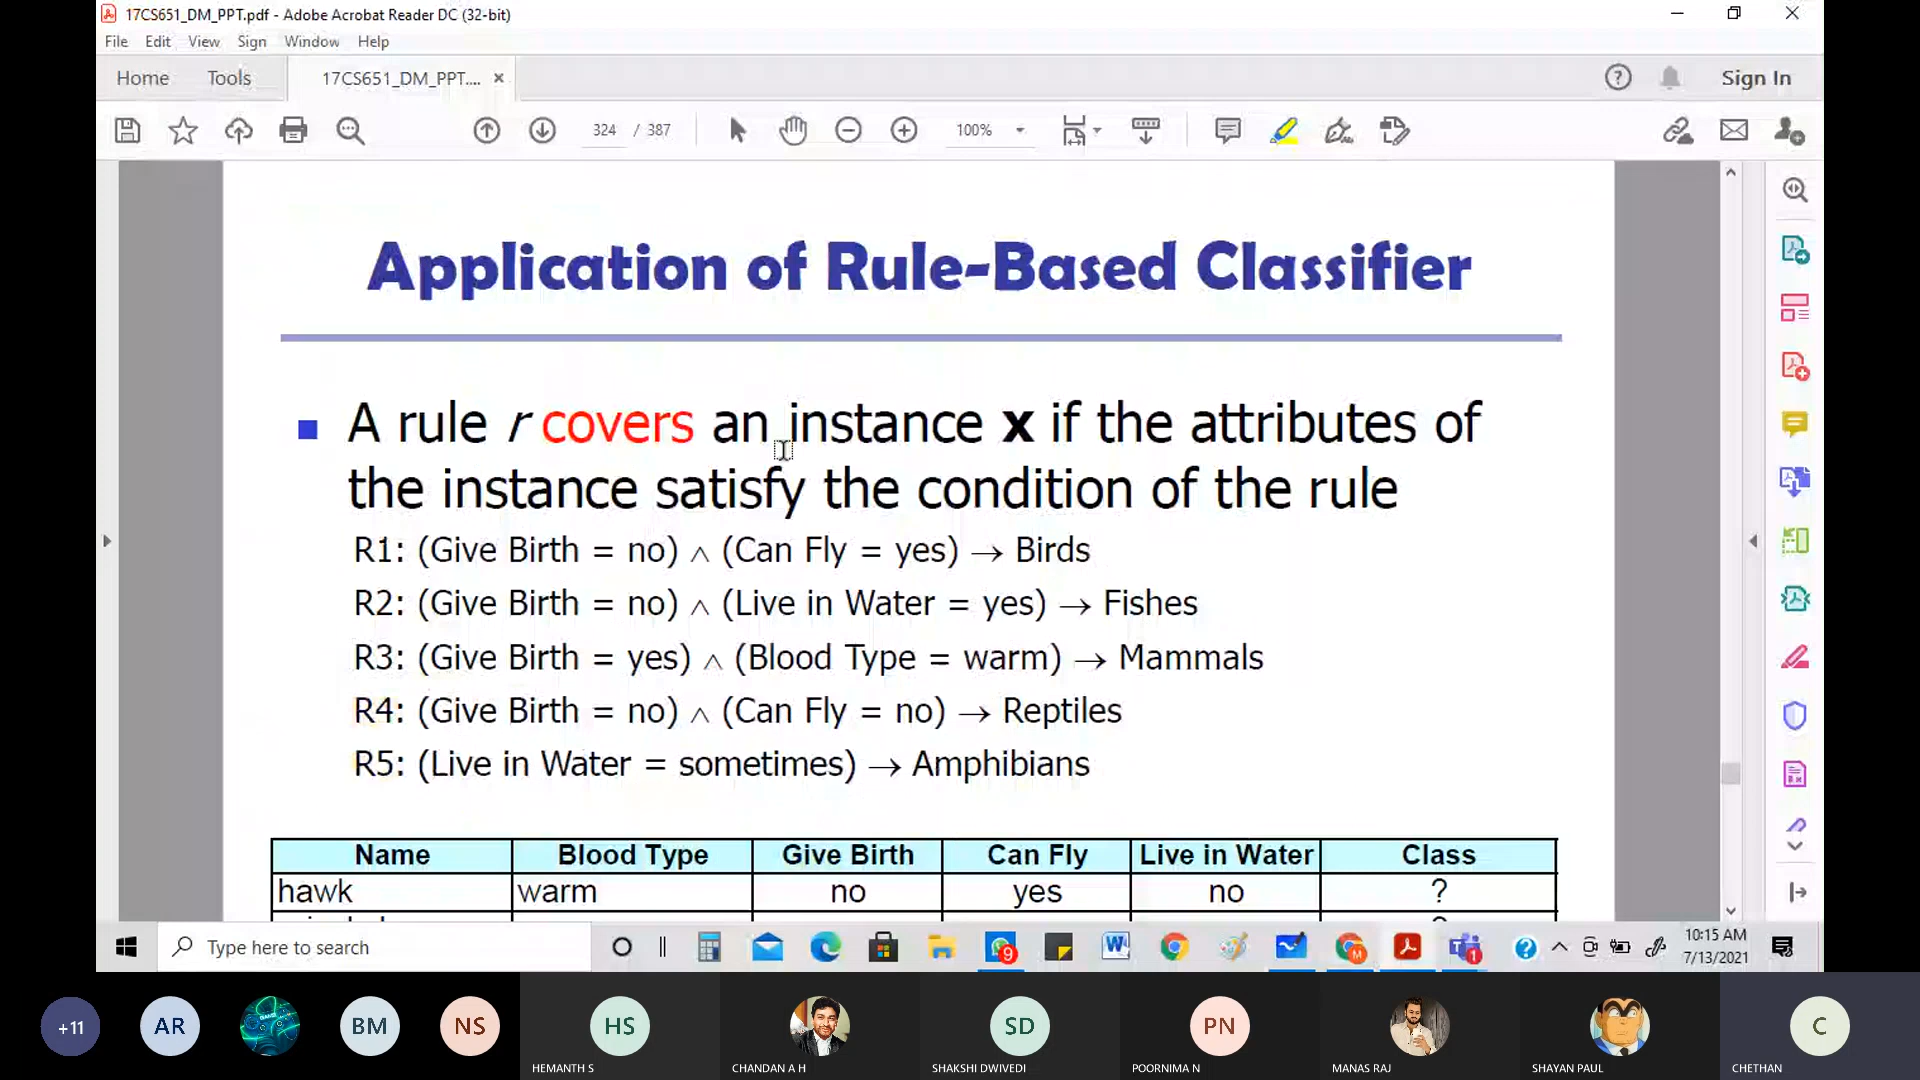 17CS651_DM_PPT.pdf - Adobe Acrobat Reader DC (32-bit)
File Edit View Sign Window Help
Home Tools 17CS651_DM_PPT.... × Sign In
324 / 387 100%
Application of Rule-Based Classifier
A rule r covers an instance x if the attributes of
the instance satisfy the condition of the rule
R1: (Give Birth = no) ∧ (Can Fly = yes) → Birds
R2: (Give Birth = no) ∧ (Live in Water = yes) → Fishes
R3: (Give Birth = yes) ∧ (Blood Type = warm) → Mammals
R4: (Give Birth = no) ∧ (Can Fly = no) → Reptiles
R5: (Live in Water = sometimes) → Amphibians
Name Blood Type Give Birth Can Fly Live in Water Class
hawk warm no yes no ?
Type here to search
9
1
10:15 AM
7/13/2021
+11 AR BM NS HS SD PN C
HEMANTH S CHANDAN A H SHAKSHI DWIVEDI POORNIMA N MANAS RAJ SHAYAN PAUL CHETHAN